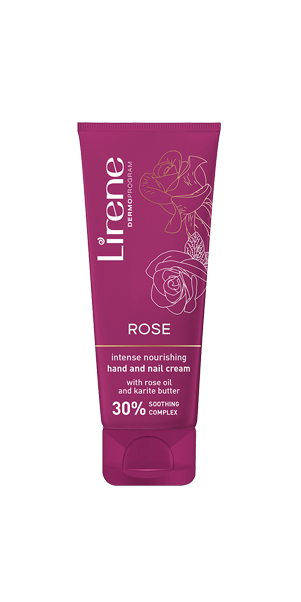 Lirene
DERMOPROGRAM
ROSE
intense nourishing
hand and nail cream
with rose oil
and karite butter
30% SOOTHING
COMPLEX